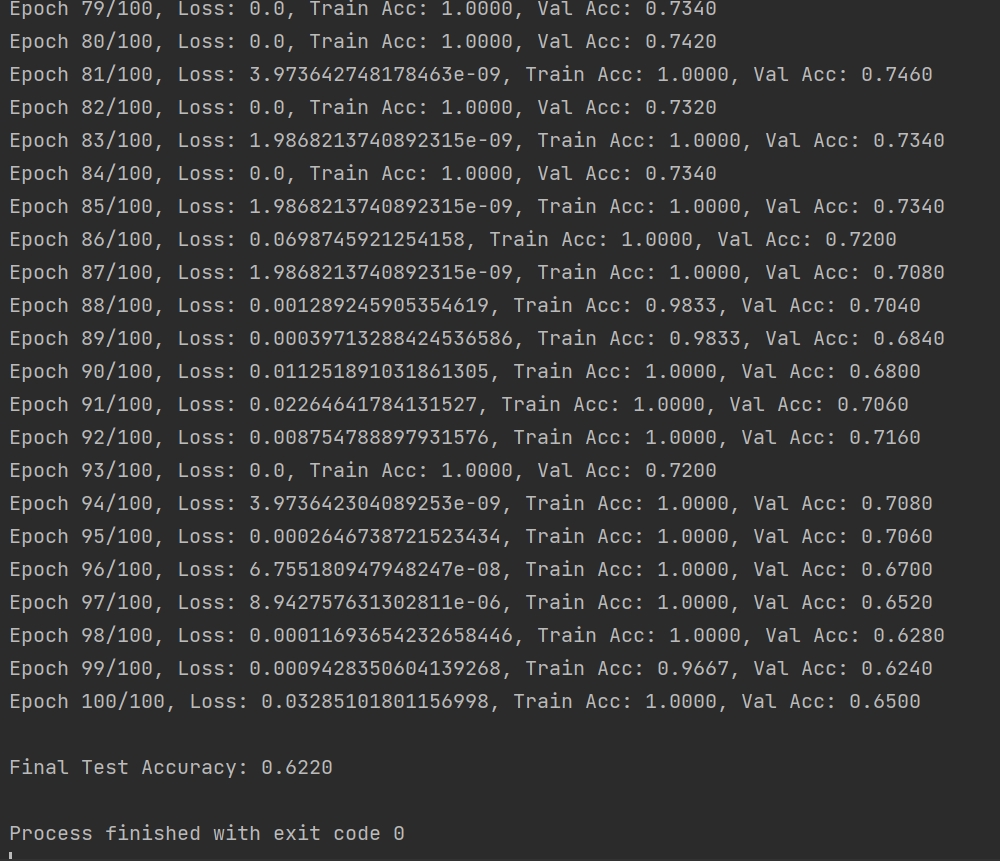 Epoch 79/100, Loss: 0.0, Train Acc: 1.0000, Val Acc: 0.7340
Epoch 80/100, Loss: 0.0, Train Acc: 1.0000, Val Acc: 0.7420
Epoch 81/100, Loss: 3.973642748178463e-09, Train Acc: 1.0000, Val Acc: 0.7460
Epoch 82/100, Loss: 0.0, Train Acc: 1.0000, Val Acc: 0.7320
Epoch 83/100, Loss: 1.9868213740892315e-09, Train Acc: 1.0000, Val Acc: 0.7340
Epoch 84/100, Loss: 0.0, Train Acc: 1.0000, Val Acc: 0.7340
Epoch 85/100, Loss: 1.9868213740892315e-09, Train Acc: 1.0000, Val Acc: 0.7340
Epoch 86/100, Loss: 0.0698745921254158, Train Acc: 1.0000, Val Acc: 0.7200
Epoch 87/100, Loss: 1.9868213740892315e-09, Train Acc: 1.0000, Val Acc: 0.7080
Epoch 88/100, Loss: 0.001289245905354619, Train Acc: 0.9833, Val Acc: 0.7040
Epoch 89/100, Loss: 0.00039713288424536586, Train Acc: 0.9833, Val Acc: 0.6840
Epoch 90/100, Loss: 0.011251891031861305, Train Acc: 1.0000, Val Acc: 0.6800
Epoch 91/100, Loss: 0.02264641784131527, Train Acc: 1.0000, Val Acc: 0.7060
Epoch 92/100, Loss: 0.008754788897931576, Train Acc: 1.0000, Val Acc: 0.7160
Epoch 93/100, Loss: 0.0, Train Acc: 1.0000, Val Acc: 0.7200
Epoch 94/100, Loss: 3.973642304089253e-09, Train Acc: 1.0000, Val Acc: 0.7080
Epoch 95/100, Loss: 0.0002646738721523434, Train Acc: 1.0000, Val Acc: 0.7060
Epoch 96/100, Loss: 6.755180947948247e-08, Train Acc: 1.0000, Val Acc: 0.6700
Epoch 97/100, Loss: 8.942757631302811e-06, Train Acc: 1.0000, Val Acc: 0.6520
Epoch 98/100, Loss: 0.00011693654232658446, Train Acc: 1.0000, Val Acc: 0.6280
Epoch 99/100, Loss: 0.0009428350604139268, Train Acc: 0.9667, Val Acc: 0.6240
Epoch 100/100, Loss: 0.03285101801156998, Train Acc: 1.0000, Val Acc: 0.6500
Final Test Accuracy: 0.6220
Process finished with exit code 0